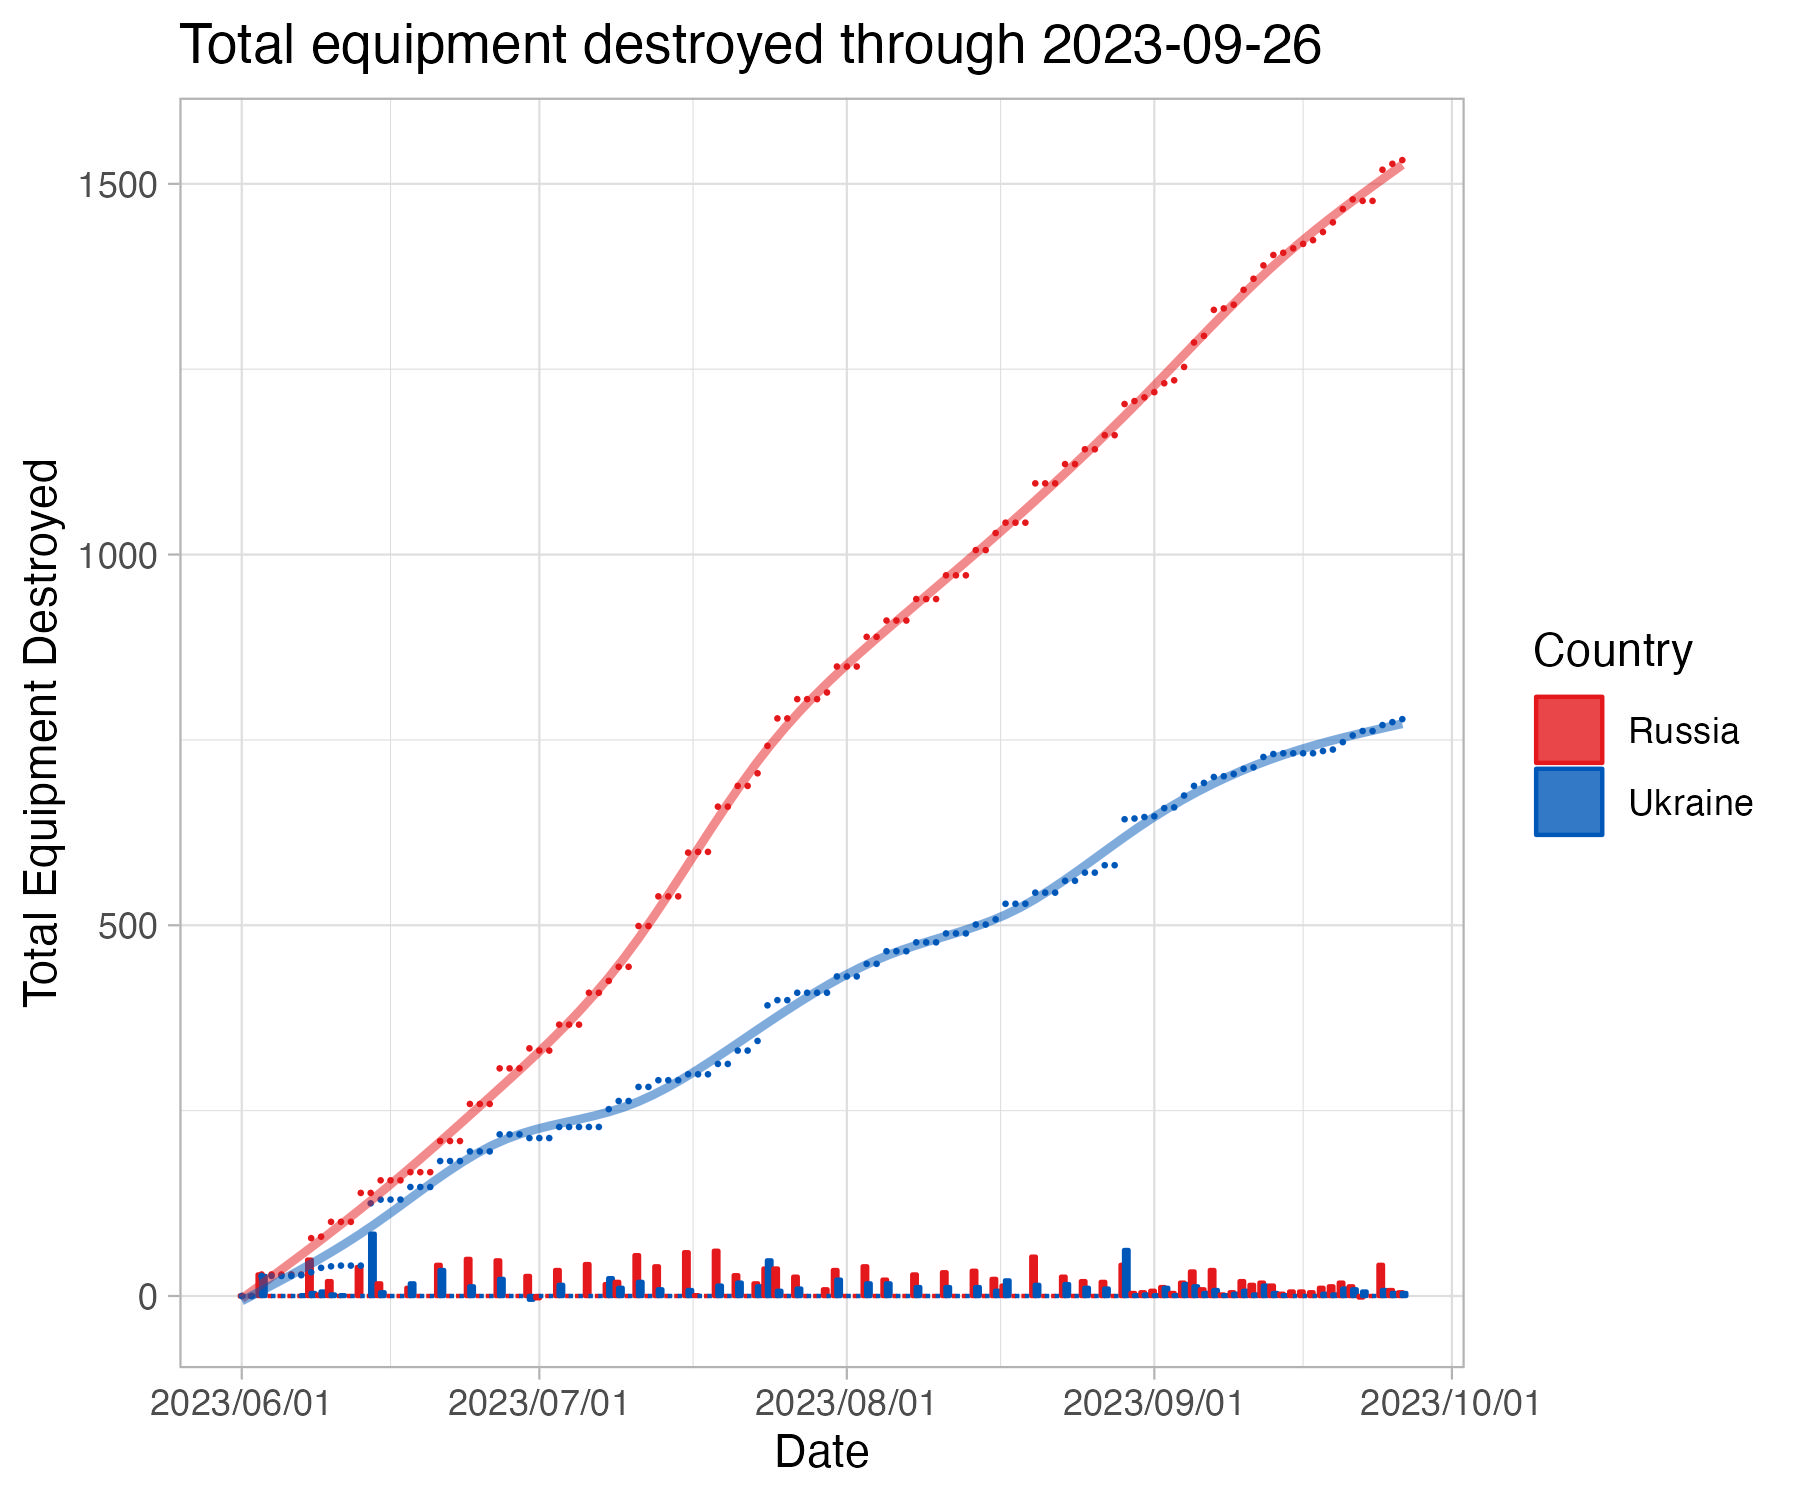 Total equipment destroyed through 2023-09-26
Total Equipment Destroyed
1500
1000
500
0
2023/06/01 2023/07/01 2023/08/01 2023/09/01 2023/10/01
Date
Country
Russia
Ukraine